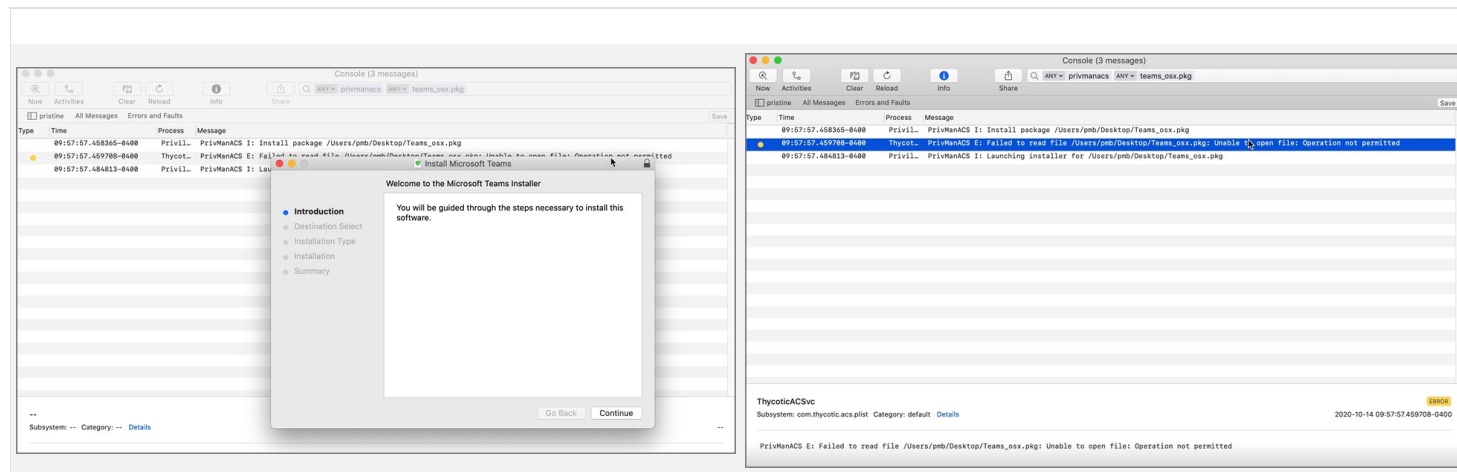 Console (3 messages)
Now Activities Clear Reload Info Share
ANY privmanacs ANY teams_osx.pkg
pristine All Messages Errors and Faults Save
Type Time Process Message
09:57:57.458365-0400 Privil… PrivManACS I: Install package /Users/pmb/Desktop/Teams_osx.pkg
09:57:57.459708-0400 Thycot… PrivManACS E: Failed to read file /Users/pmb/Desktop/Teams_osx.pkg: Unable to open file: Operation not permitted
09:57:57.484813-0400 Privil… PrivManACS I: Lau
Install Microsoft Teams
Welcome to the Microsoft Teams Installer
Introduction
Destination Select
Installation Type
Installation
Summary
You will be guided through the steps necessary to install this
software.
Go Back Continue
--
Subsystem: -- Category: -- Details --
Console (3 messages)
ANY privmanacs ANY teams_osx.pkg
Now Activities Clear Reload Info Share
pristine All Messages Errors and Faults Save
Type Time Process Message
09:57:57.458365-0400 Privil… PrivManACS I: Install package /Users/pmb/Desktop/Teams_osx.pkg
09:57:57.459708-0400 Thycot… PrivManACS E: Failed to read file /Users/pmb/Desktop/Teams_osx.pkg: Unable to open file: Operation not permitted
09:57:57.484813-0400 Privil… PrivManACS I: Launching installer for /Users/pmb/Desktop/Teams_osx.pkg
ThycoticACSvc ERROR
Subsystem: com.thycotic.acs.plist Category: default Details 2020-10-14 09:57:57.459708-0400
PrivManACS E: Failed to read file /Users/pmb/Desktop/Teams_osx.pkg: Unable to open file: Operation not permitted